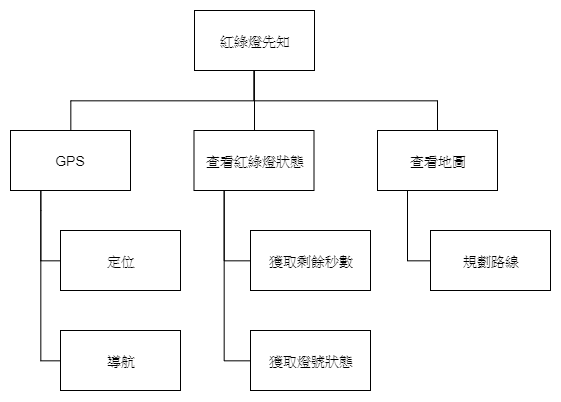 紅綠燈先知
GPS
查看紅綠燈狀態
查看地圖
定位
獲取剩餘秒數
規劃路線
導航
獲取燈號狀態